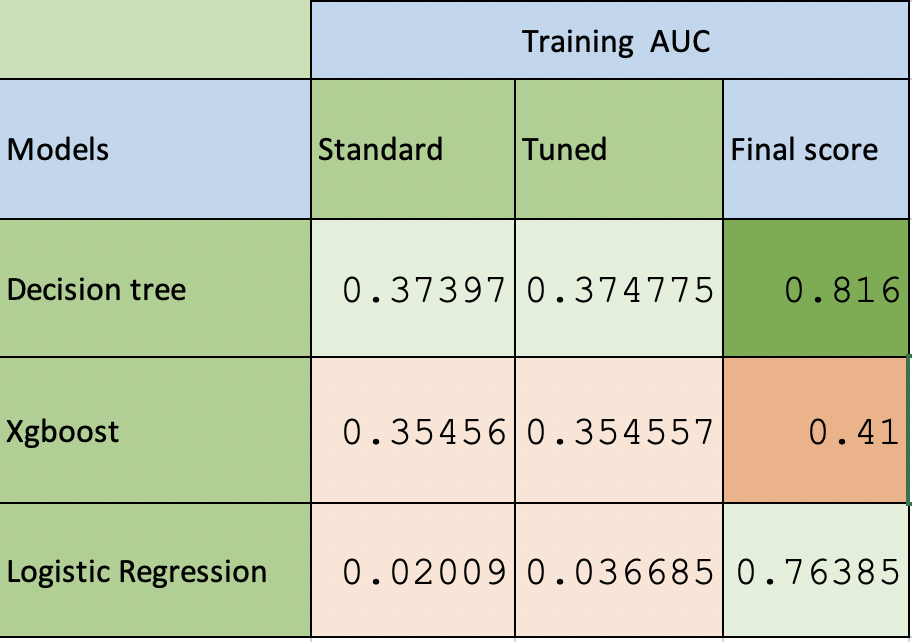 Training AUC
Models Standard Tuned Final score
Decision tree 0.37397 0.374775 0.816
Xgboost 0.35456 0.354557 0.41
Logistic Regression 0.02009 0.036685 0.76385